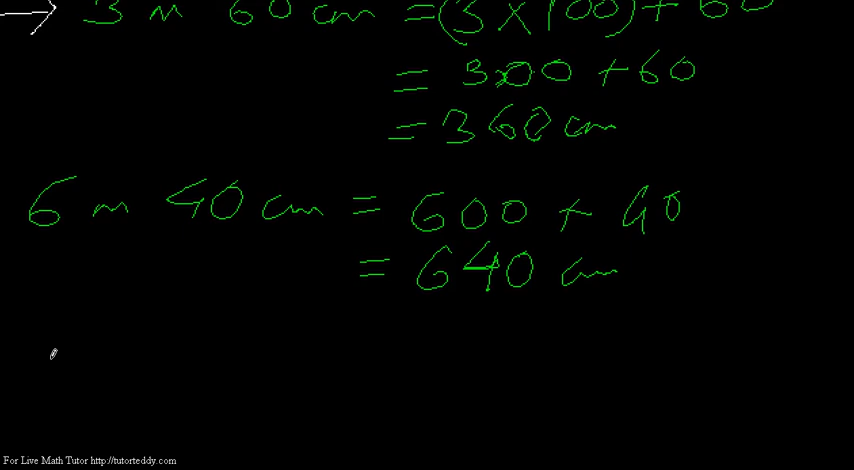 → 3 m 60 cm = (3 × 100) + 60
= 300 + 60
= 360 cm
6 m 40 cm = 600 + 40
= 640 cm
For Live Math Tutor http://tutorteddy.com